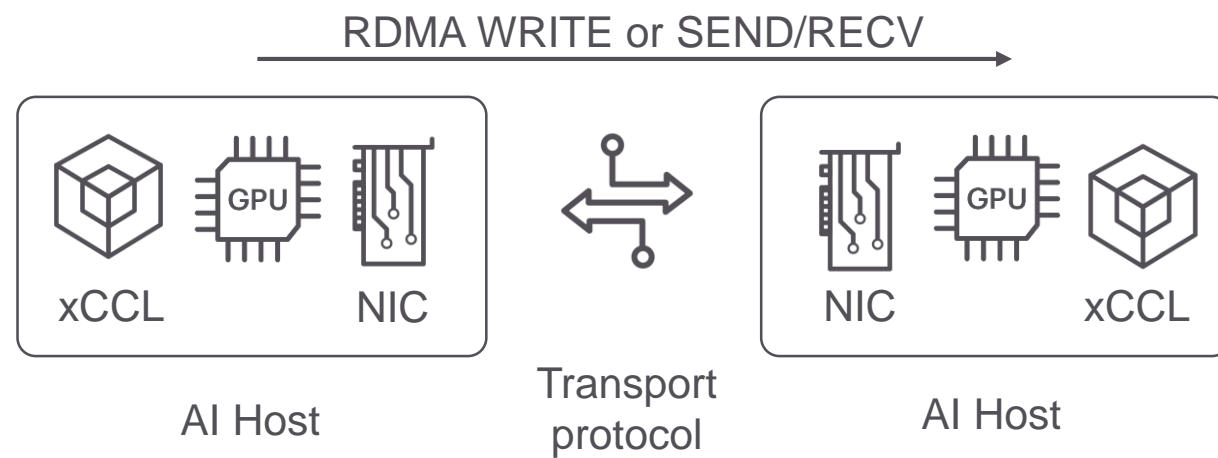 RDMA WRITE or SEND/RECV
GPU
GPU
xCCL
NIC
NIC
xCCL
AI Host
Transport
protocol
AI Host